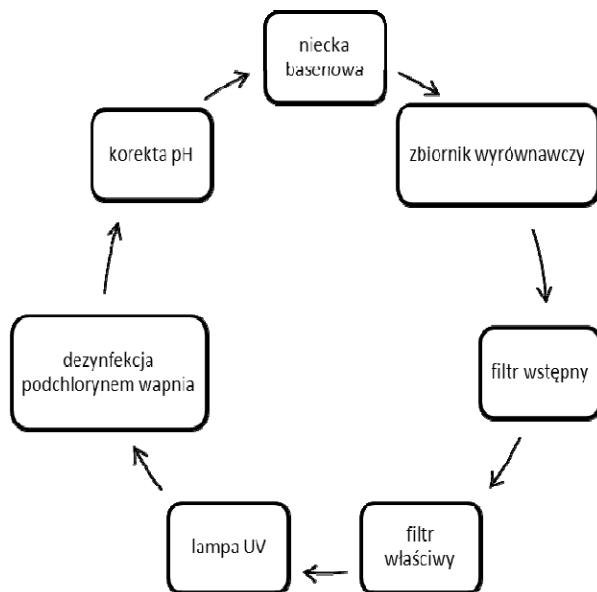 niecka
basenowa
zbiornik wyrównawczy
filtr wstępny
filtr
właściwy
lampa UV
dezynfekcja
podchlorynem wapnia
korekta pH